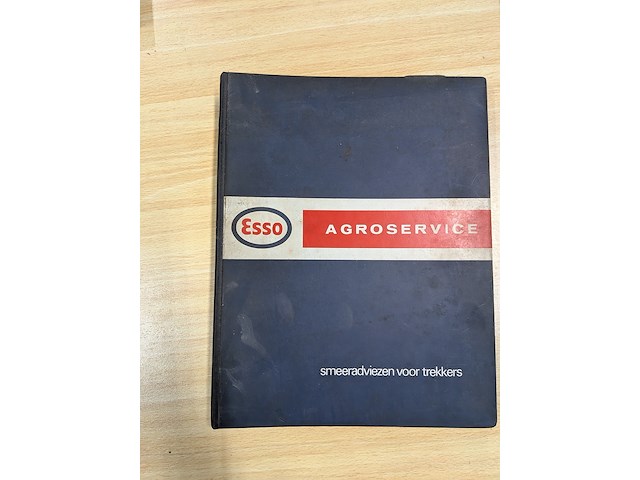 Esso
AGROSERVICE
smeeradviezen voor trekkers